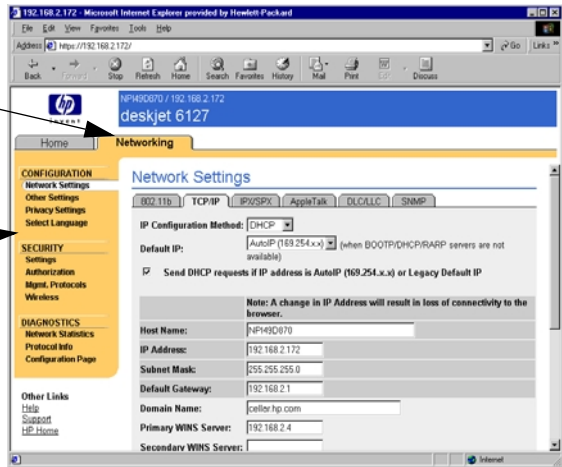 192.168.2.172 - Microsoft Internet Explorer provided by Hewlett-Packard
File Edit View Favorites Tools Help
Address https://192.168.2.172/ Go Links »
Back Forward Stop Refresh Home Search Favorites History Mail Print Edit Discuss
hp
invent
NPI49D870 / 192.168.2.172
deskjet 6127
Home Networking
CONFIGURATION
Network Settings
Other Settings
Privacy Settings
Select Language
SECURITY
Settings
Authorization
Mgmt. Protocols
Wireless
DIAGNOSTICS
Network Statistics
Protocol Info
Configuration Page
Other Links
Help
Support
HP Home
Network Settings
802.11b TCP/IP IPX/SPX AppleTalk DLC/LLC SNMP
IP Configuration Method: DHCP
Default IP: AutoIP (169.254.x.x) (when BOOTP/DHCP/RARP servers are not
available)
Send DHCP requests if IP address is AutoIP (169.254.x.x) or Legacy Default IP
Note: A change in IP Address will result in loss of connectivity to the
browser.
Host Name: NPI49D870
IP Address: 192.168.2.172
Subnet Mask: 255.255.255.0
Default Gateway: 192.168.2.1
Domain Name: celler.hp.com
Primary WINS Server: 192.168.2.4
Secondary WINS Server:
Internet